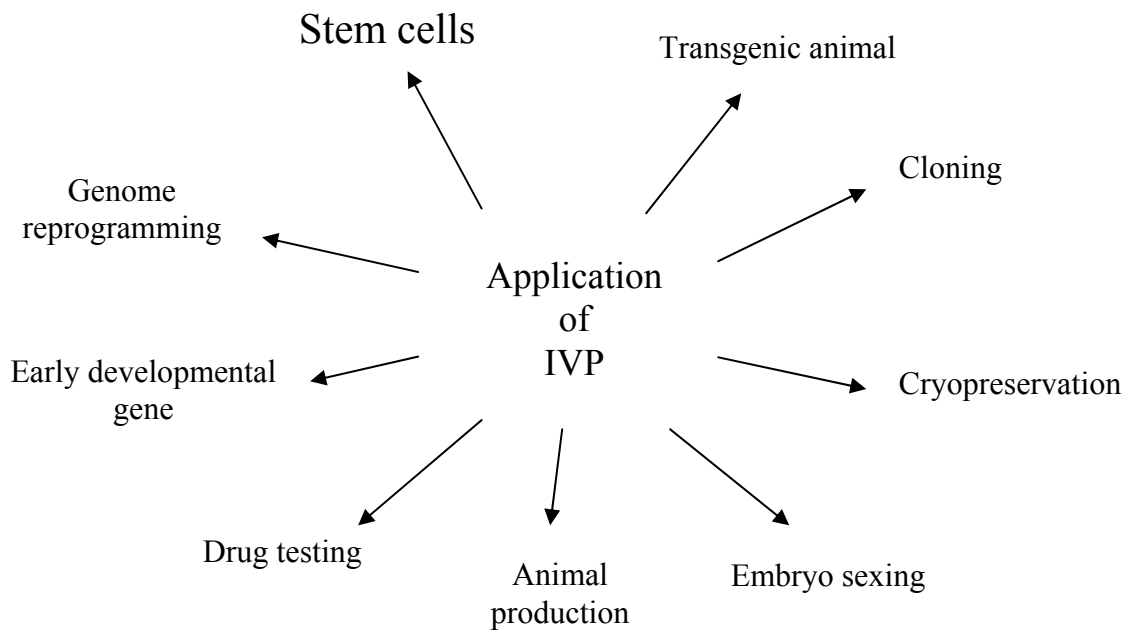 Stem cells
Transgenic animal
Cloning
Genome
reprogramming
Application
of
IVP
Early developmental
gene
Cryopreservation
Drug testing
Animal
production
Embryo sexing